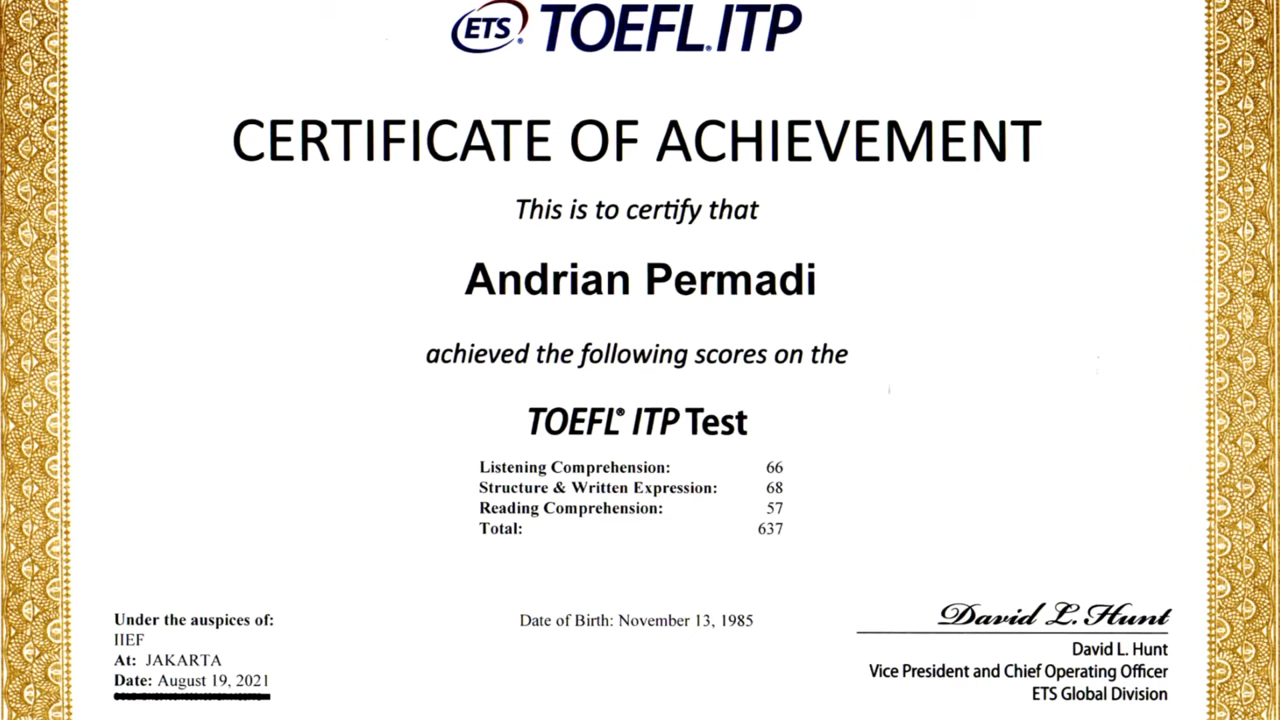 ETS® TOEFL® ITP
CERTIFICATE OF ACHIEVEMENT
This is to certify that
Andrian Permadi
achieved the following scores on the
TOEFL® ITP Test
Listening Comprehension: 66
Structure & Written Expression: 68
Reading Comprehension: 57
Total: 637
Under the auspices of:
IIEF
At: JAKARTA
Date: August 19, 2021
Date of Birth: November 13, 1985
David L. Hunt
David L. Hunt
Vice President and Chief Operating Officer
ETS Global Division